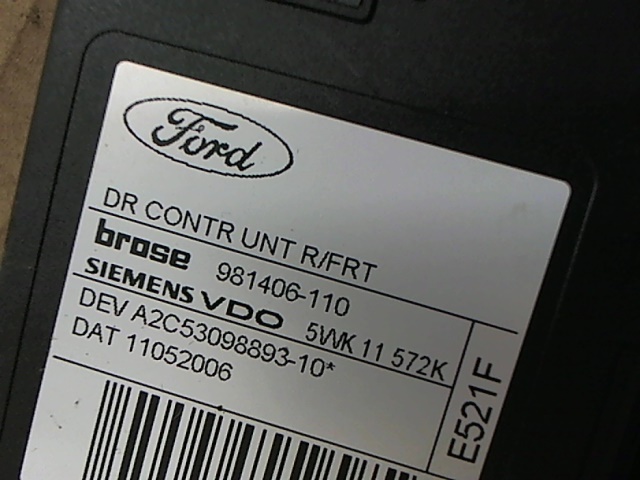 Ford
DR CONTR UNT R/FRT
brose 981406-110
SIEMENS VDO 5WK 11 572K
DEV A2C53098893-10*
DAT 11052006
E521F